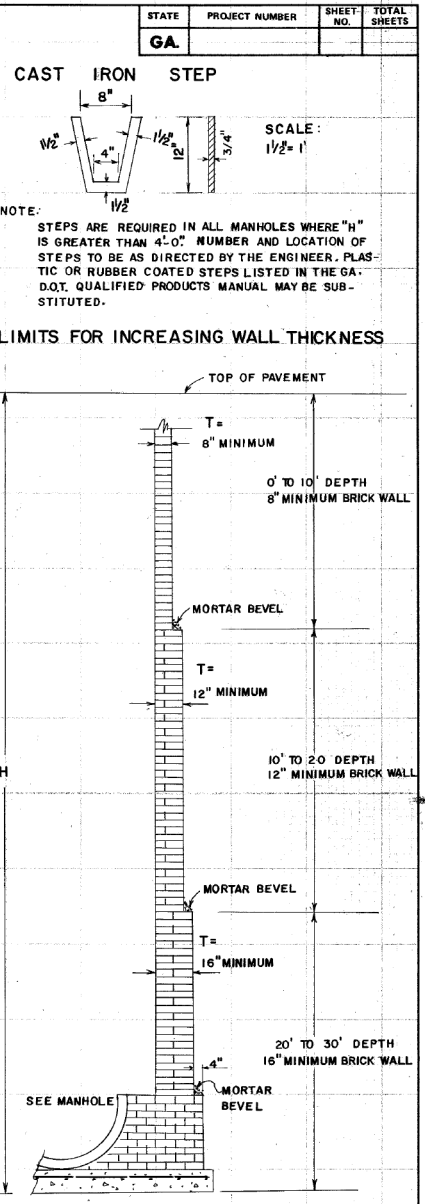 STATE PROJECT NUMBER SHEET NO. TOTAL SHEETS
GA.
CAST IRON STEP
8"
1 1/2" 1 1/2"
4"
12"
3/4"
1 1/2"
SCALE:
1 1/2"= 1'
NOTE:
STEPS ARE REQUIRED IN ALL MANHOLES WHERE "H"
IS GREATER THAN 4'-0". NUMBER AND LOCATION OF
STEPS TO BE AS DIRECTED BY THE ENGINEER. PLAS-
TIC OR RUBBER COATED STEPS LISTED IN THE GA.
D.O.T. QUALIFIED PRODUCTS MANUAL MAY BE SUB-
STITUTED.
LIMITS FOR INCREASING WALL THICKNESS
TOP OF PAVEMENT
T=
8" MINIMUM
0' TO 10' DEPTH
8" MINIMUM BRICK WALL
MORTAR BEVEL
T=
12" MINIMUM
H
10' TO 20 DEPTH
12" MINIMUM BRICK WALL
MORTAR BEVEL
T=
16" MINIMUM
20' TO 30' DEPTH
16" MINIMUM BRICK WALL
4"
SEE MANHOLE
MORTAR
BEVEL